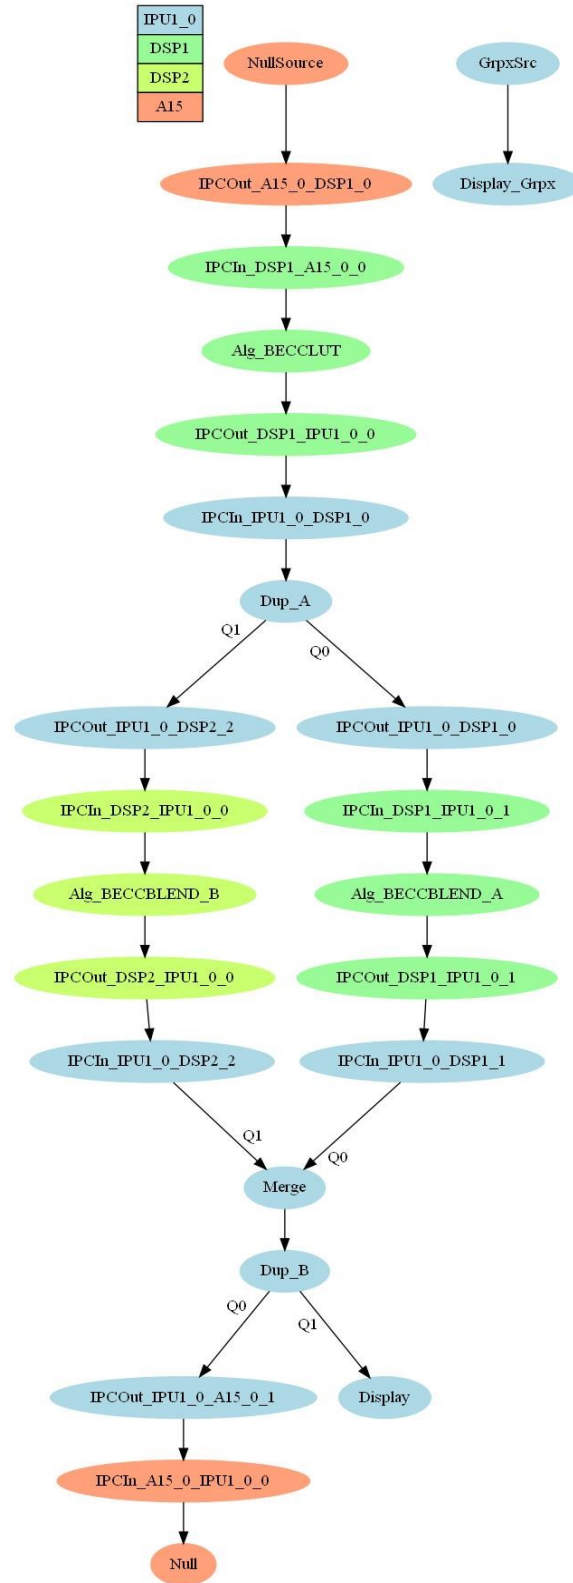 IPU1_0
DSP1
DSP2
A15
NullSource
GrpxSrc
IPCOut_A15_0_DSP1_0
Display_Grpx
IPCIn_DSP1_A15_0_0
Alg_BECCLUT
IPCOut_DSP1_IPU1_0_0
IPCIn_IPU1_0_DSP1_0
Dup_A
Q1
Q0
IPCOut_IPU1_0_DSP2_2
IPCOut_IPU1_0_DSP1_0
IPCIn_DSP2_IPU1_0_0
IPCIn_DSP1_IPU1_0_1
Alg_BECCBLEND_B
Alg_BECCBLEND_A
IPCOut_DSP2_IPU1_0_0
IPCOut_DSP1_IPU1_0_1
IPCIn_IPU1_0_DSP2_2
IPCIn_IPU1_0_DSP1_1
Q1
Q0
Merge
Dup_B
Q0
Q1
IPCOut_IPU1_0_A15_0_1
Display
IPCIn_A15_0_IPU1_0_0
Null